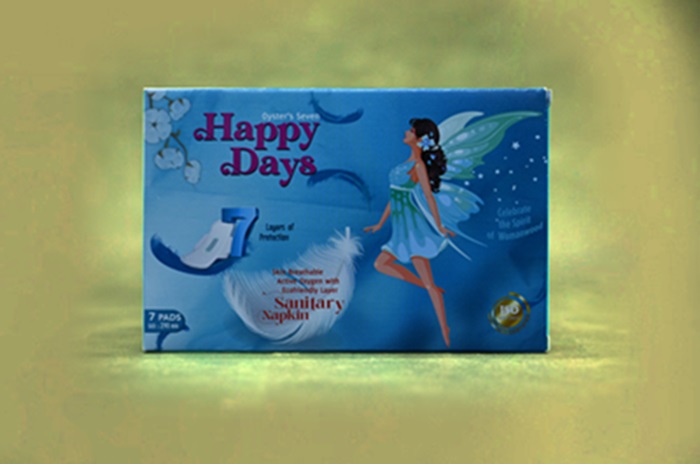 Oyster's Seven
Happy
Days
7
Layers of
Protection
Skin Breathable
Active Oxygen with
Ecofriendly Layer
Sanitary
Napkin
Celebrate
the Spirit
of Womanhood
7 PADS